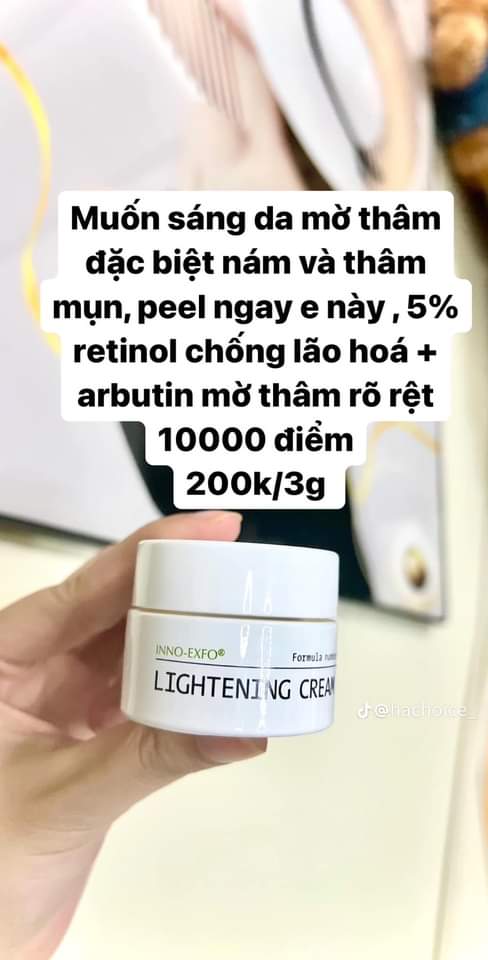 Muốn sáng da mờ thâm
đặc biệt nám và thâm
mụn, peel ngay e này , 5%
retinol chống lão hoá +
arbutin mờ thâm rõ rệt
10000 điểm
200k/3g
INNO-EXFO®
Formula
LIGHTENING CREAM
@hachoice_